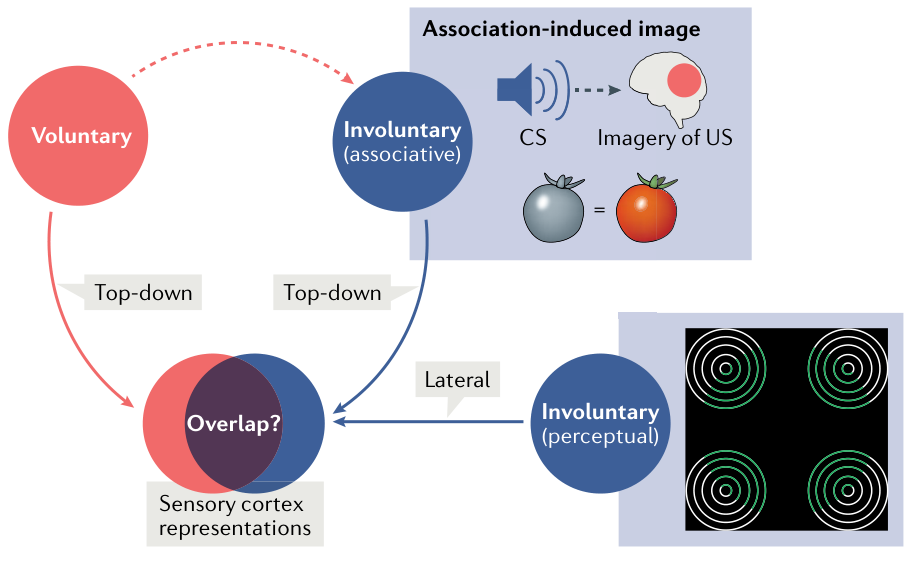 Association-induced image
Voluntary
Involuntary
(associative)
CS
Imagery of US
=
Top-down
Top-down
Lateral
Overlap?
Involuntary
(perceptual)
Sensory cortex
representations